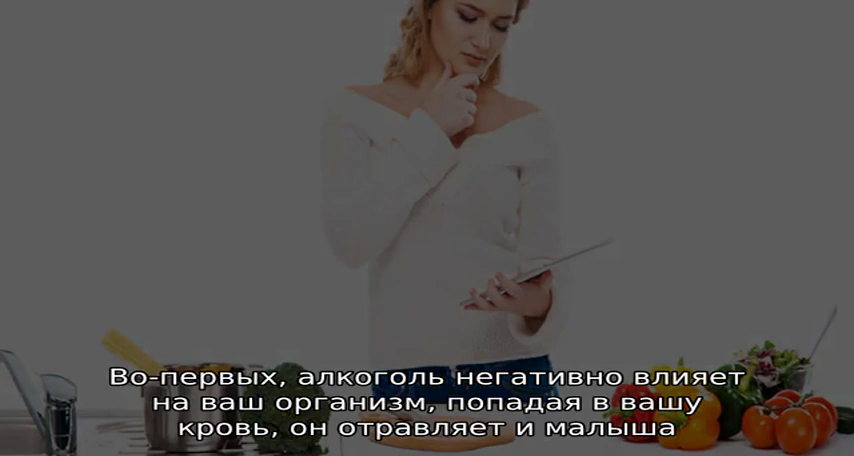 Во-первых, алкоголь негативно влияет
на ваш организм, попадая в вашу
кровь, он отравляет и малыша